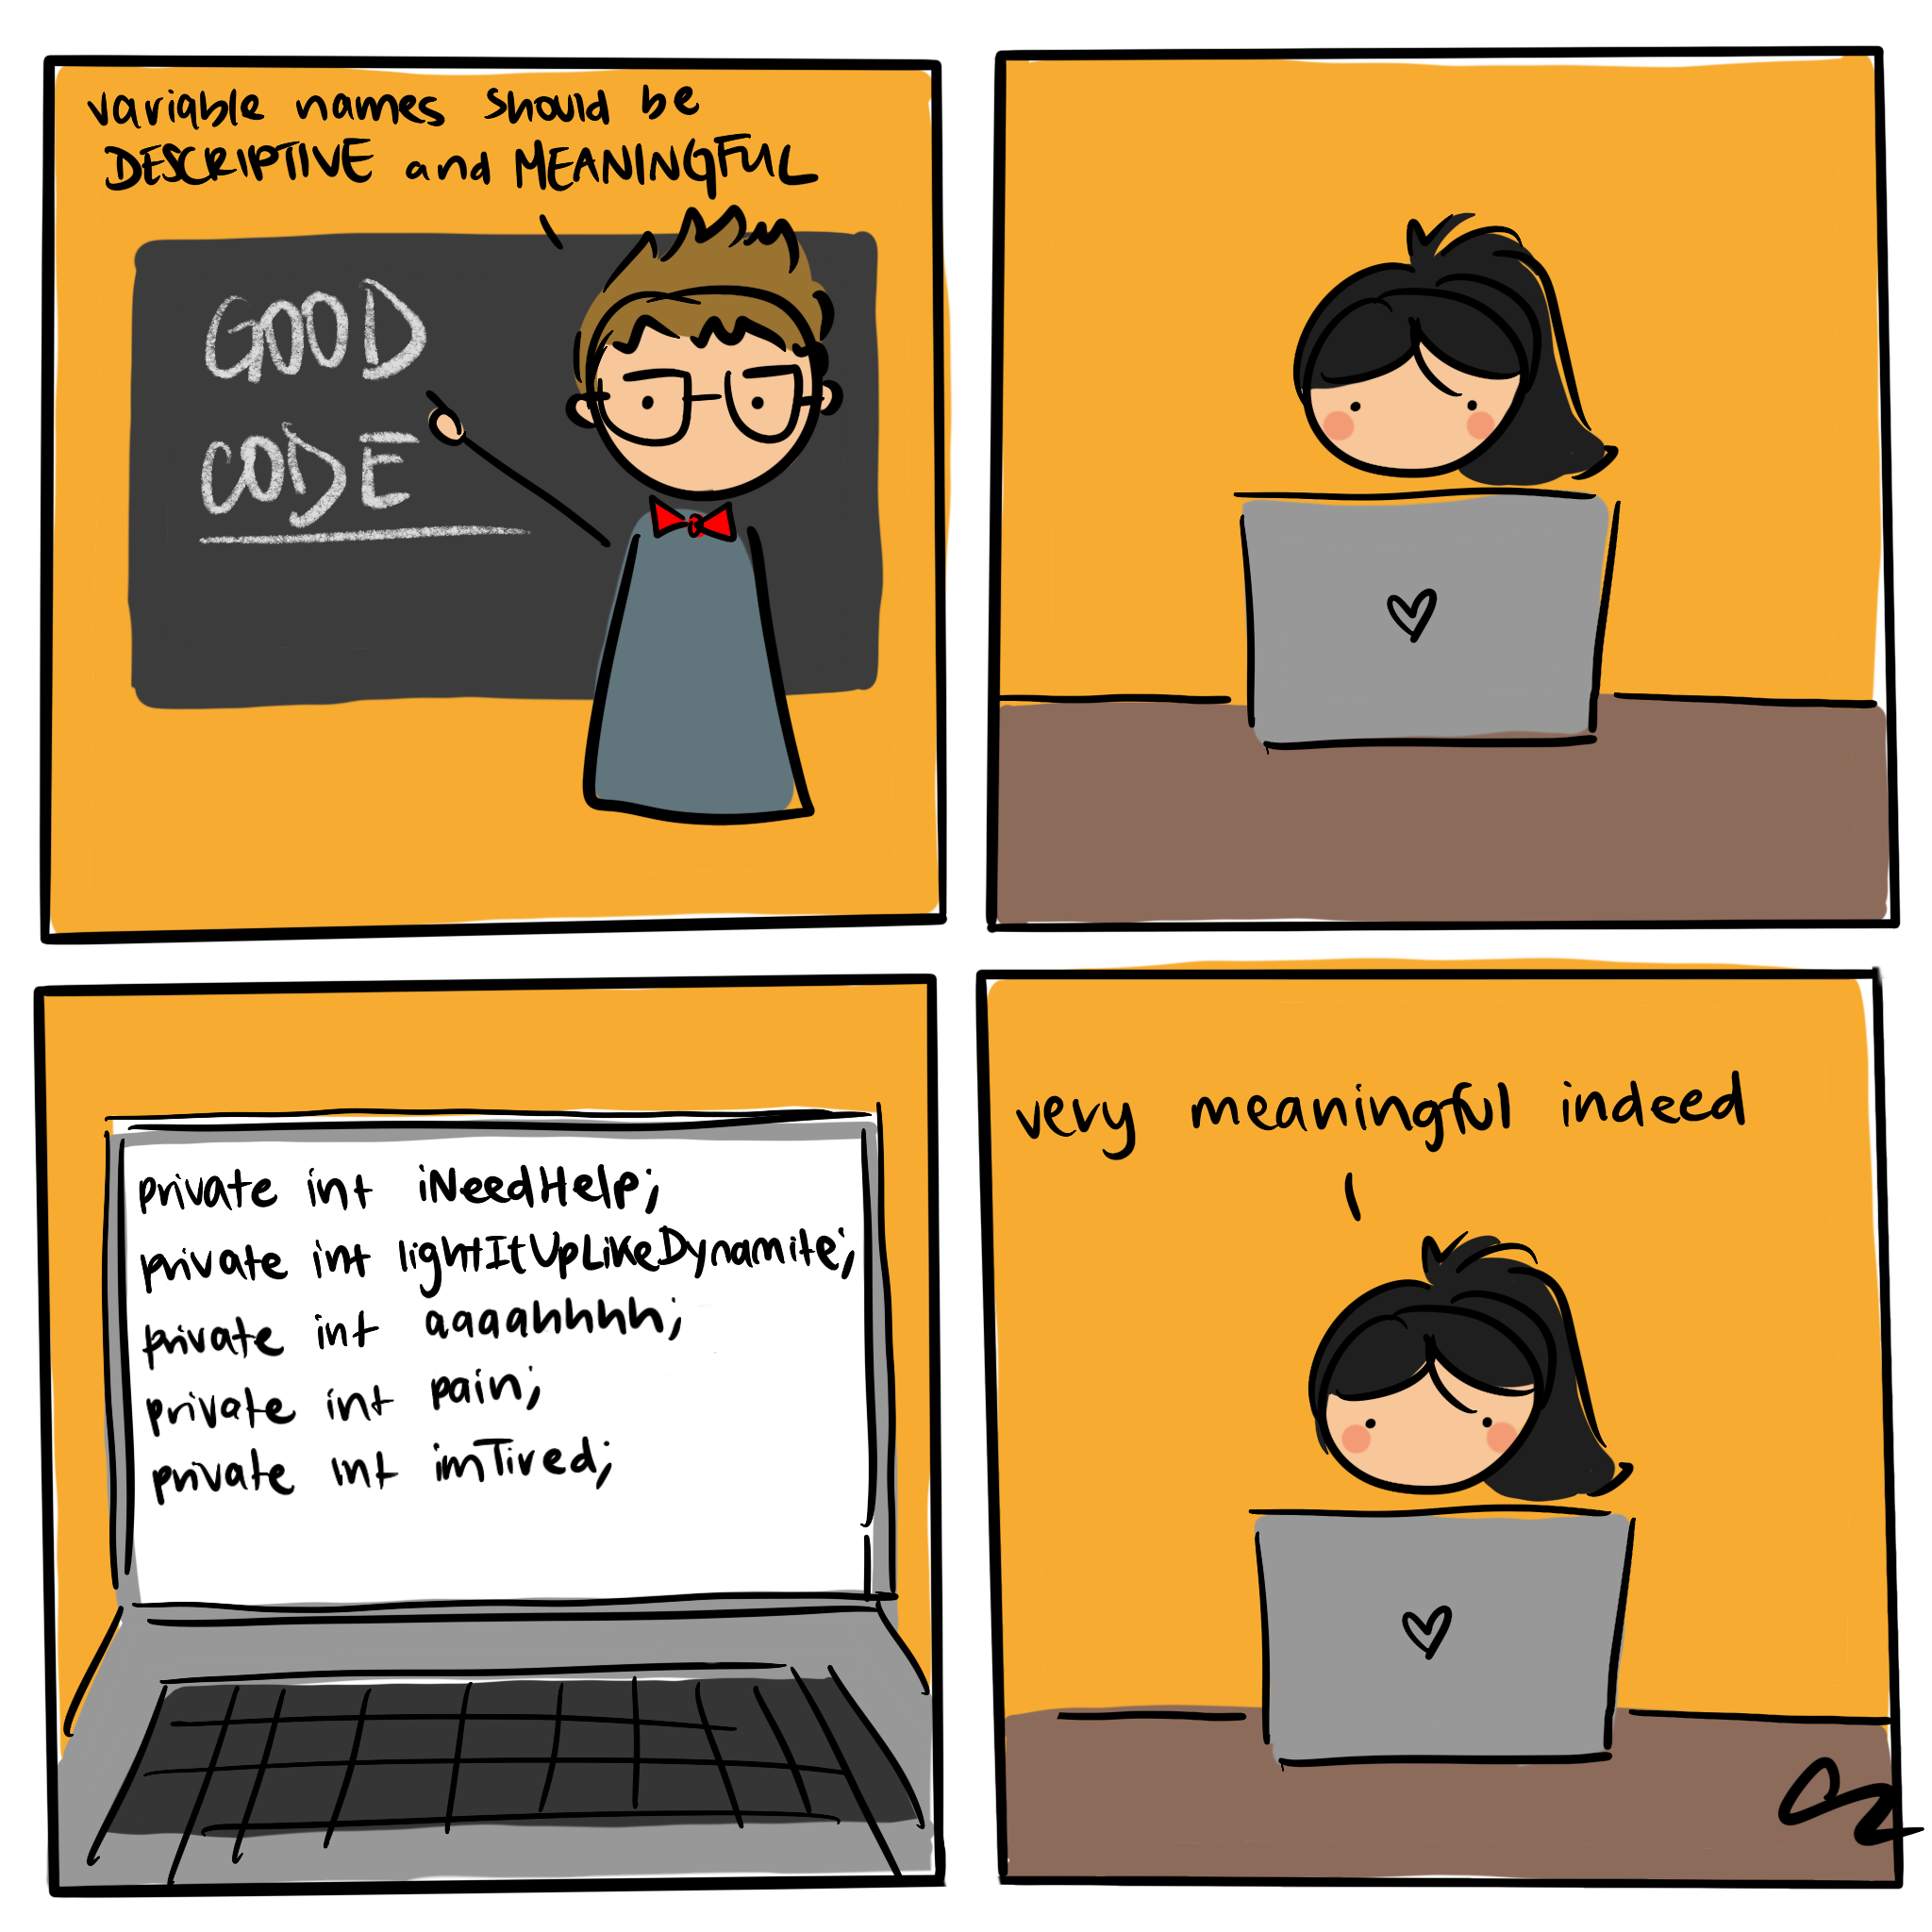 variable names should be
DESCRIPTIVE and MEANINGFUL
GOOD
CODE
private int iNeedHelp;
private int lightItUpLikeDynamite;
private int aaaahhhhh;
private int pain;
private int imTired;
very meaningful indeed